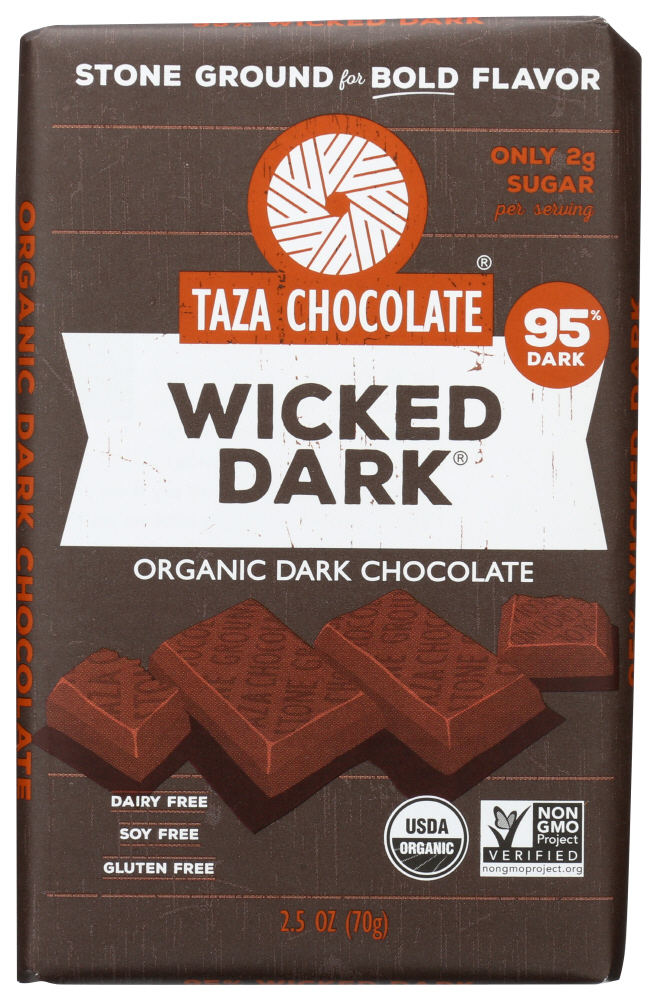 STONE GROUND for BOLD FLAVOR
ONLY 2g
SUGAR
per serving
TAZA CHOCOLATE®
95%
DARK
WICKED
DARK®
ORGANIC DARK CHOCOLATE
DAIRY FREE
SOY FREE
GLUTEN FREE
USDA
ORGANIC
NON
GMO
Project
VERIFIED
nongmoproject.org
2.5 OZ (70g)
ORGANIC DARK CHOCOLATE
95% WICKED DARK